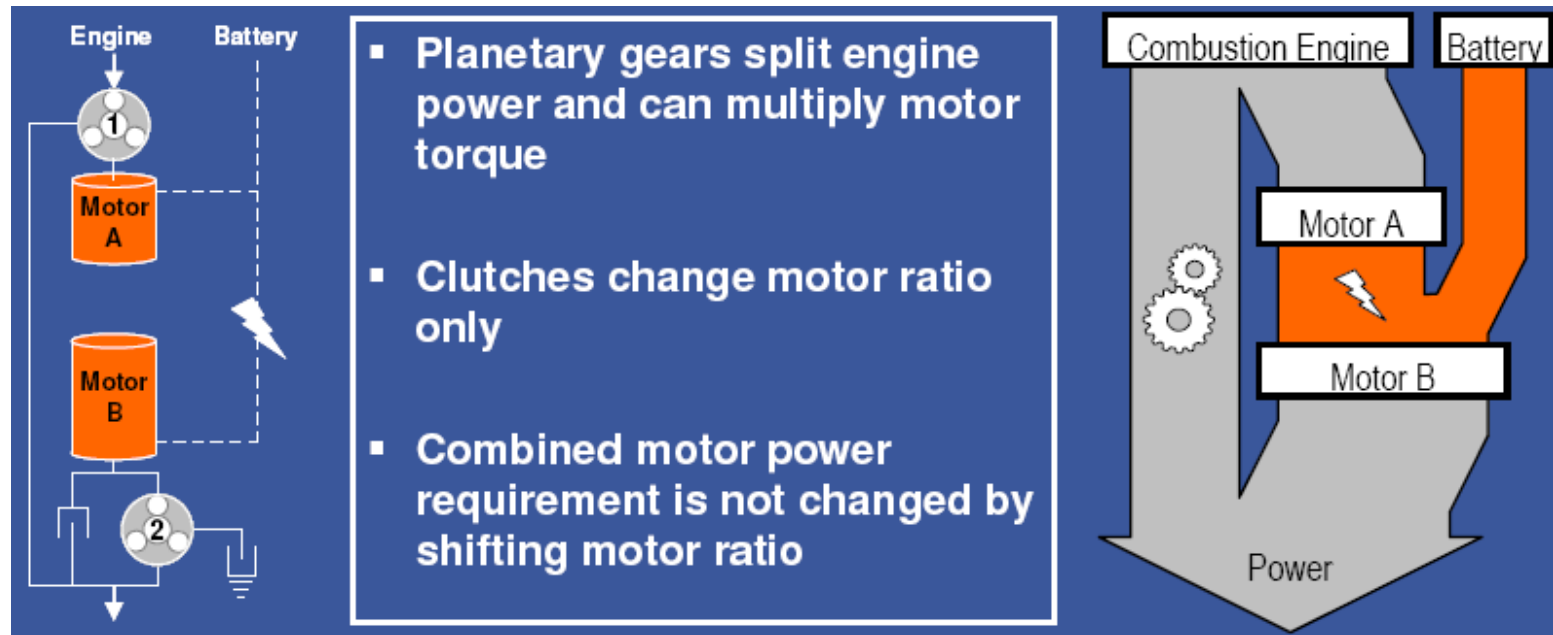 Engine Battery
1
Motor
A
Motor
B
2
▪ Planetary gears split engine
power and can multiply motor
torque
▪ Clutches change motor ratio
only
▪ Combined motor power
requirement is not changed by
shifting motor ratio
Combustion Engine Battery
Motor A
Motor B
Power